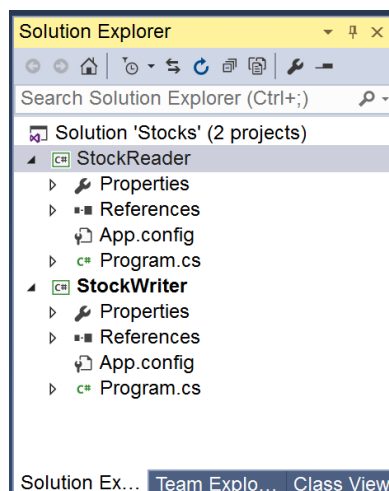 Solution Explorer
Search Solution Explorer (Ctrl+;)
Solution 'Stocks' (2 projects)
C# StockReader
Properties
References
App.config
C# Program.cs
C# StockWriter
Properties
References
App.config
C# Program.cs
Solution Ex... Team Explo... Class View